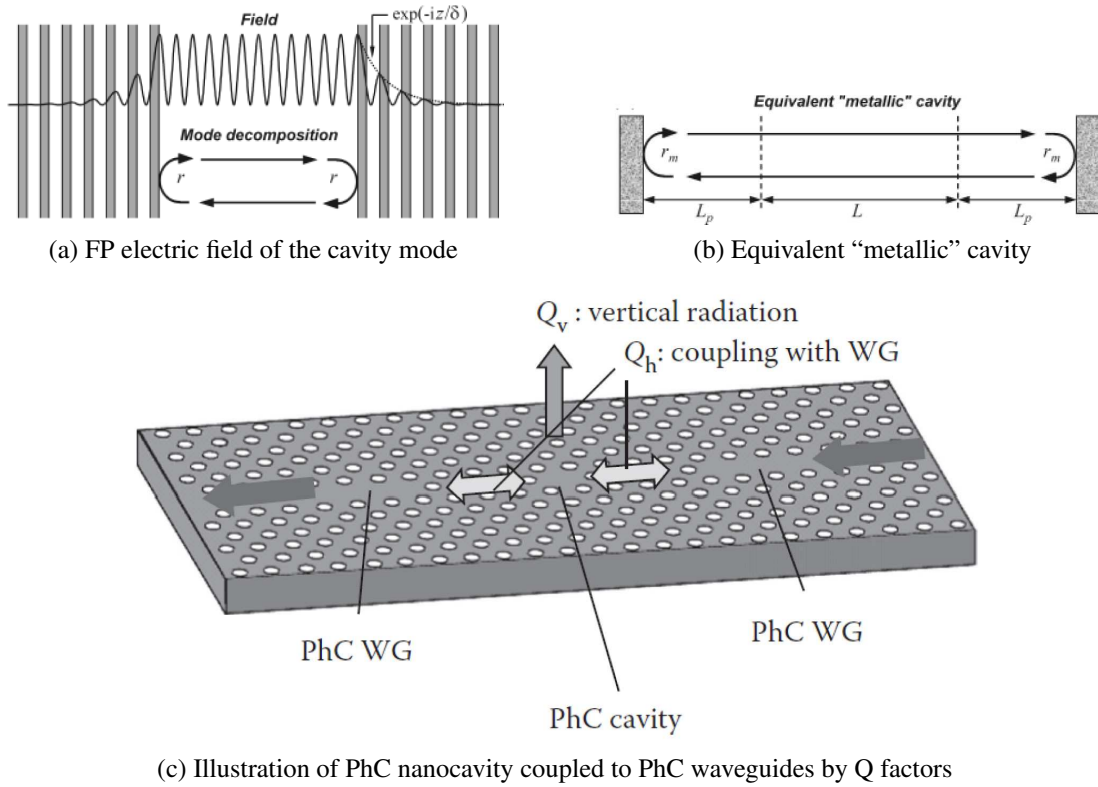 Field
exp(-iz/δ)
Mode decomposition
r
r
(a) FP electric field of the cavity mode
Equivalent "metallic" cavity
r_m
r_m
L_p
L
L_p
(b) Equivalent “metallic” cavity
Q_v : vertical radiation
Q_h: coupling with WG
PhC WG
PhC WG
PhC cavity
(c) Illustration of PhC nanocavity coupled to PhC waveguides by Q factors